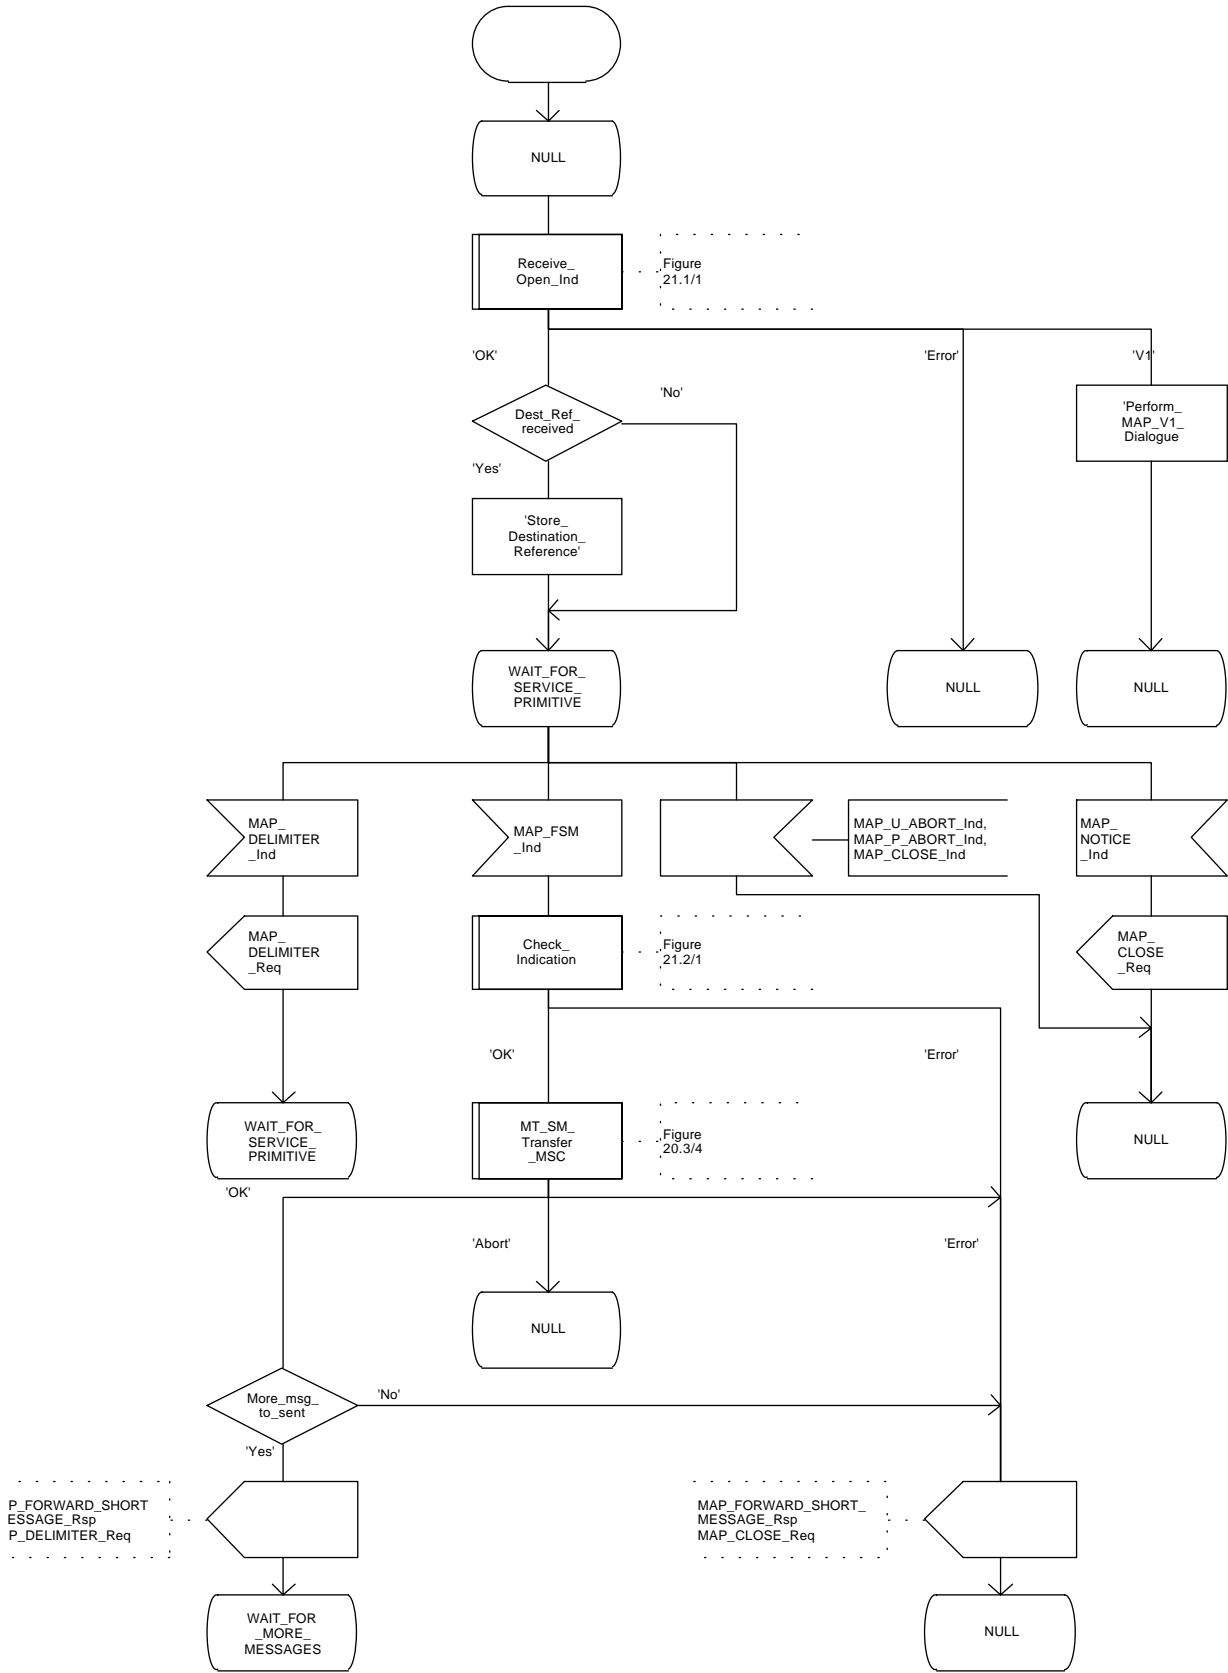 NULL
Receive_
Open_Ind
Figure
21.1/1
'OK'
'Error'
'V1'
Dest_Ref_
received
'No'
'Perform_
MAP_V1_
Dialogue
'Yes'
'Store_
Destination_
Reference'
WAIT_FOR_
SERVICE_
PRIMITIVE
NULL
NULL
MAP_
DELIMITER
_Ind
MAP_FSM
_Ind
MAP_U_ABORT_Ind,
MAP_P_ABORT_Ind,
MAP_CLOSE_Ind
MAP_
NOTICE
_Ind
MAP_
DELIMITER
_Req
Check_
Indication
Figure
21.2/1
MAP_
CLOSE
_Req
'OK'
'Error'
WAIT_FOR_
SERVICE_
PRIMITIVE
MT_SM_
Transfer
_MSC
Figure
20.3/4
NULL
'OK'
'Abort'
'Error'
NULL
More_msg_
to_sent
'No'
'Yes'
P_FORWARD_SHORT
ESSAGE_Rsp
P_DELIMITER_Req
MAP_FORWARD_SHORT_
MESSAGE_Rsp
MAP_CLOSE_Req
WAIT_FOR
_MORE_
MESSAGES
NULL